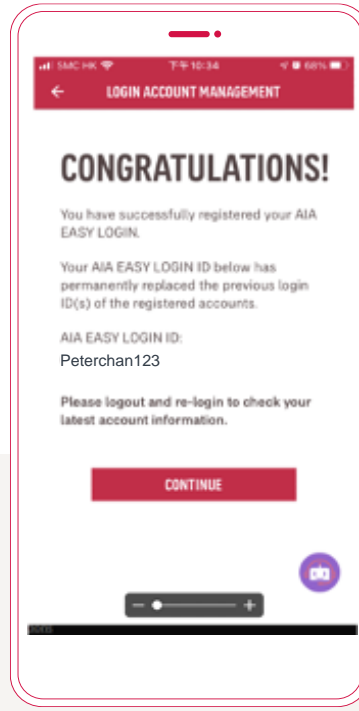 SMC HK 下午10:34 68%
LOGIN ACCOUNT MANAGEMENT
CONGRATULATIONS!
You have successfully registered your AIA
EASY LOGIN.
Your AIA EASY LOGIN ID below has
permanently replaced the previous login
ID(s) of the registered accounts.
AIA EASY LOGIN ID:
Peterchan123
Please logout and re-login to check your
latest account information.
CONTINUE